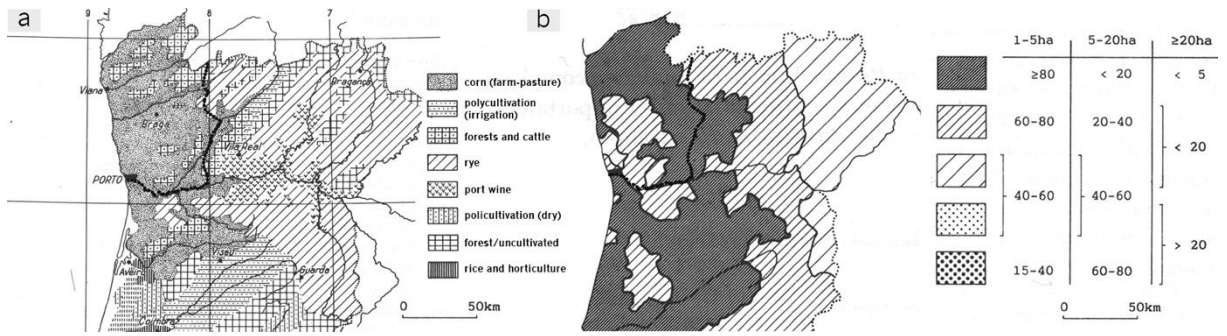 a
9
8
7
Viana
Bragança
Braga
Vila Real
PORTO
Aveiro
Viseu
Guarda
Coimbra
corn (farm-pasture)
polycultivation
(irrigation)
forests and cattle
rye
port wine
policultivation (dry)
forest/uncultivated
rice and horticulture
0 50km
b
1-5ha 5-20ha ≥20ha
≥80 < 20 < 5
60-80 20-40
< 20
40-60 40-60
> 20
15-40 60-80
0 50km